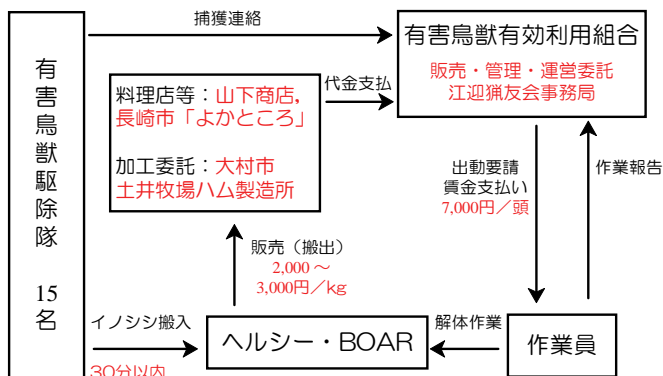 有害鳥獣駆除隊 15名
捕獲連絡
有害鳥獣有効利用組合
販売・管理・運営委託
江迎猟友会事務局
料理店等：山下商店,
長崎市「よかところ」
加工委託：大村市
土井牧場ハム製造所
代金支払
出動要請
賃金支払い
7,000円／頭
作業報告
販売（搬出）
2,000～
3,000円／kg
イノシシ搬入
30分以内
ヘルシー・BOAR
解体作業
作業員